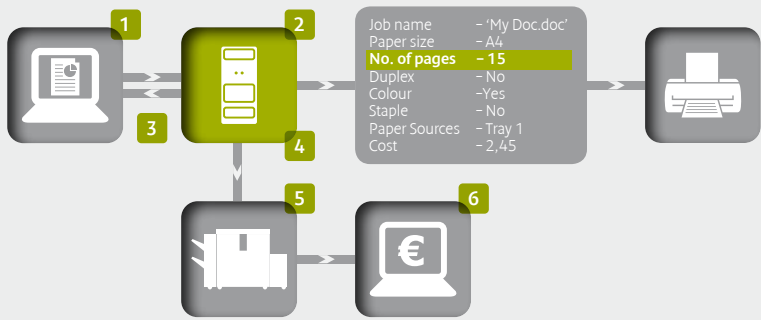 1
2
3
4
5
6
Job name – 'My Doc.doc'
Paper size – A4
No. of pages – 15
Duplex – No
Colour -Yes
Staple – No
Paper Sources – Tray 1
Cost – 2,45
€